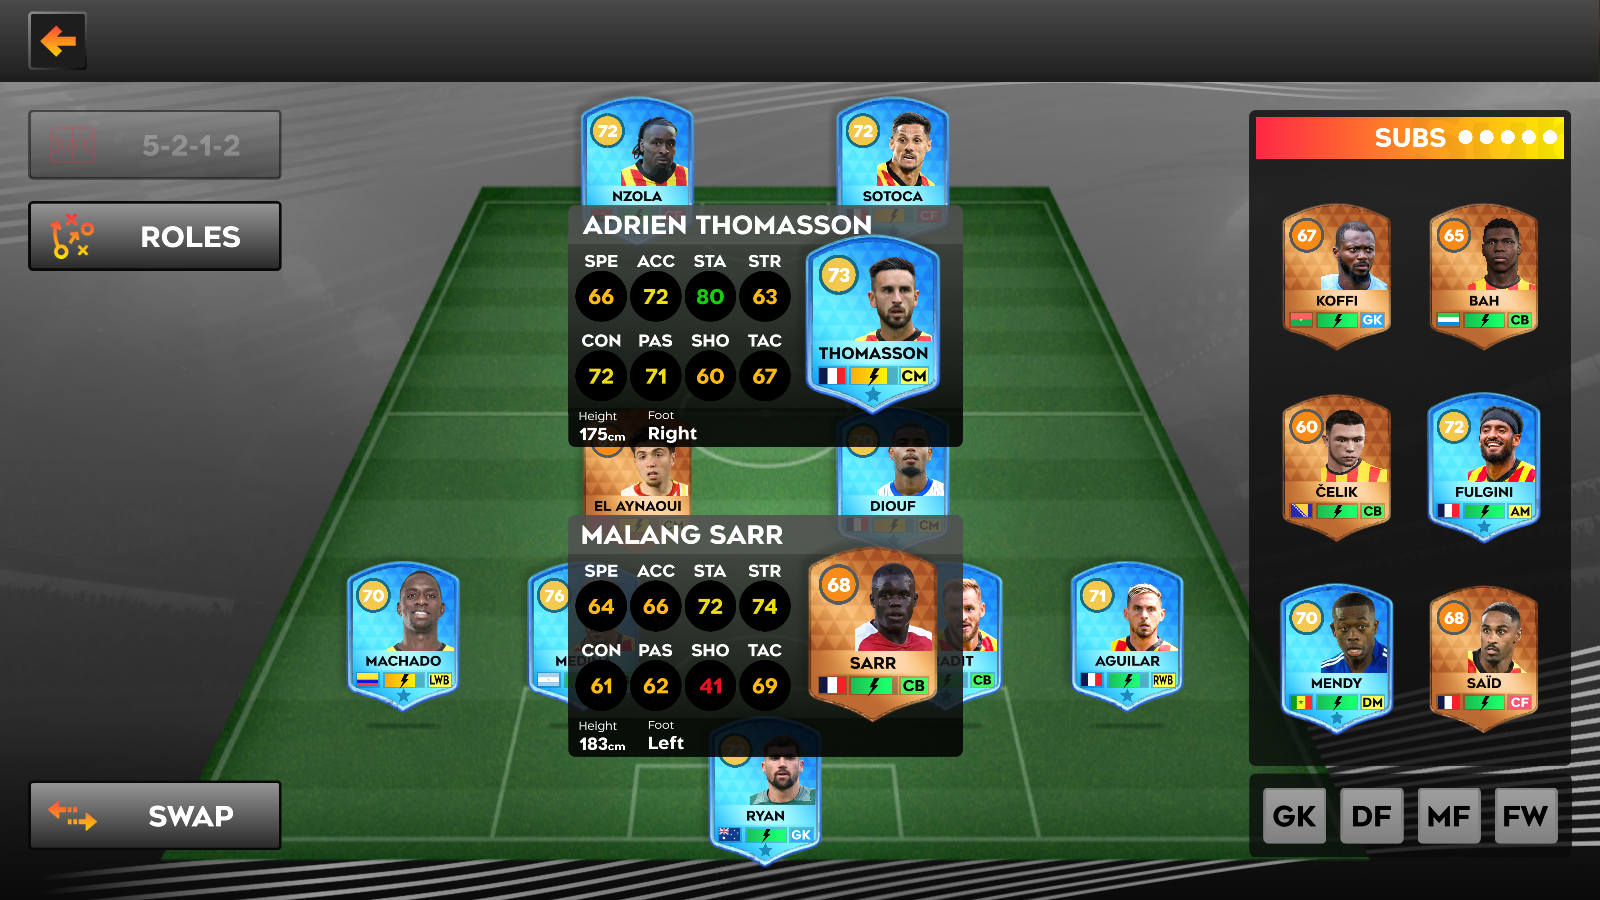 5-2-1-2
ROLES
SWAP
72
NZOLA
72
SOTOCA
CF
ADRIEN THOMASSON
SPE ACC STA STR
66 72 80 63
CON PAS SHO TAC
72 71 60 67
Height Foot
175cm Right
73
THOMASSON
CM
EL AYNAOUI
CM
70
DIOUF
CM
MALANG SARR
SPE ACC STA STR
64 66 72 74
CON PAS SHO TAC
61 62 41 69
Height Foot
183cm Left
68
SARR
CB
70
MACHADO
LWB
76
CB
71
AGUILAR
RWB
RYAN
GK
SUBS
67
KOFFI
GK
65
BAH
CB
60
ČELIK
CB
72
FULGINI
AM
70
MENDY
DM
68
SAÏD
CF
GK DF MF FW